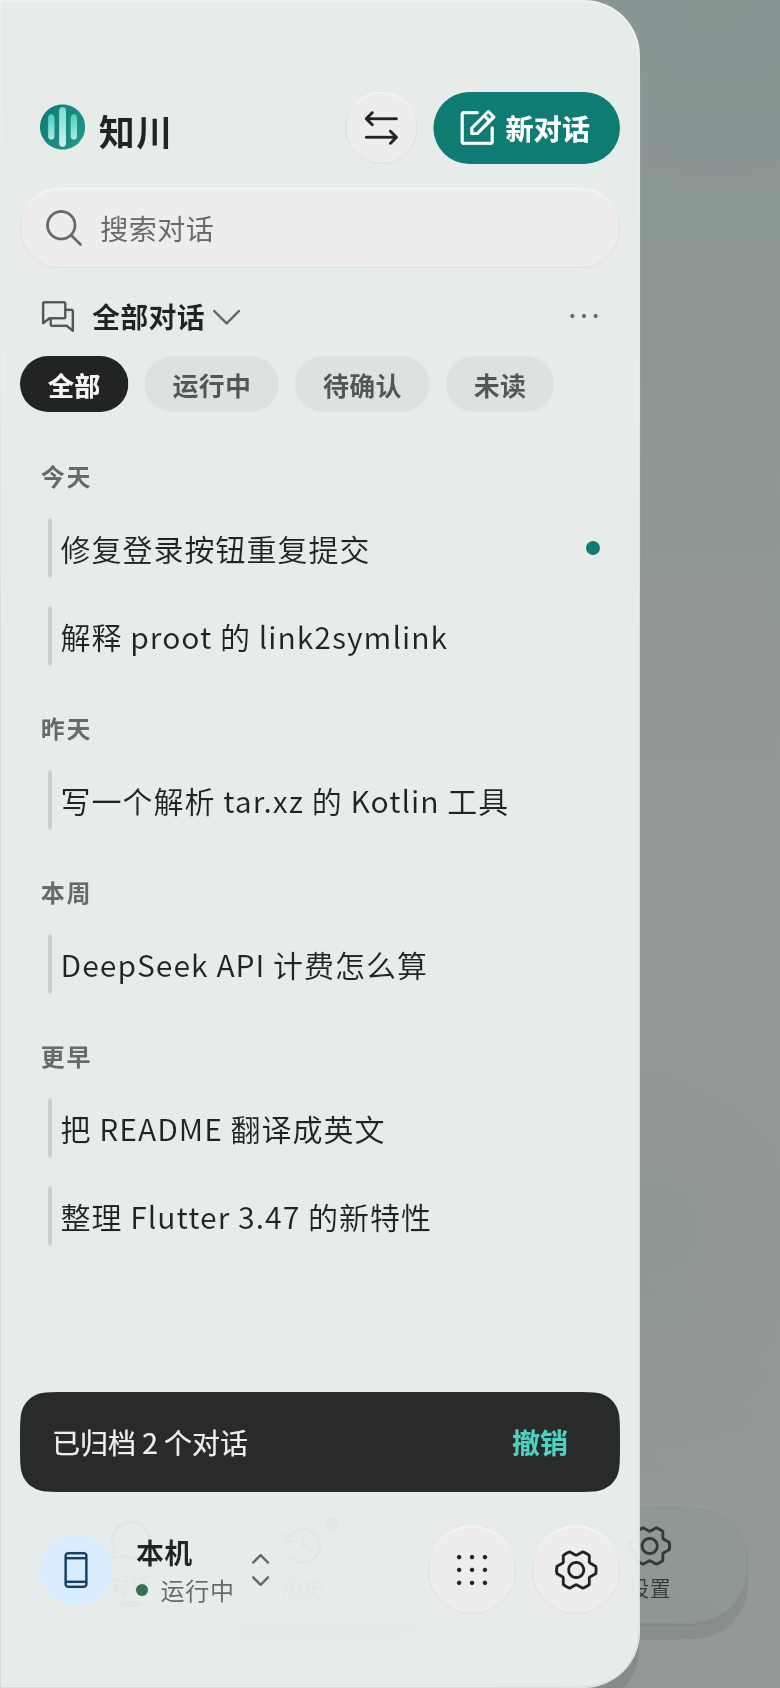 知川
新对话
搜索对话
全部对话
全部
运行中
待确认
未读
今天
修复登录按钮重复提交
解释 proot 的 link2symlink
昨天
写一个解析 tar.xz 的 Kotlin 工具
本周
DeepSeek API 计费怎么算
更早
把 README 翻译成英文
整理 Flutter 3.47 的新特性
已归档 2 个对话
撤销
本机
运行中
设置